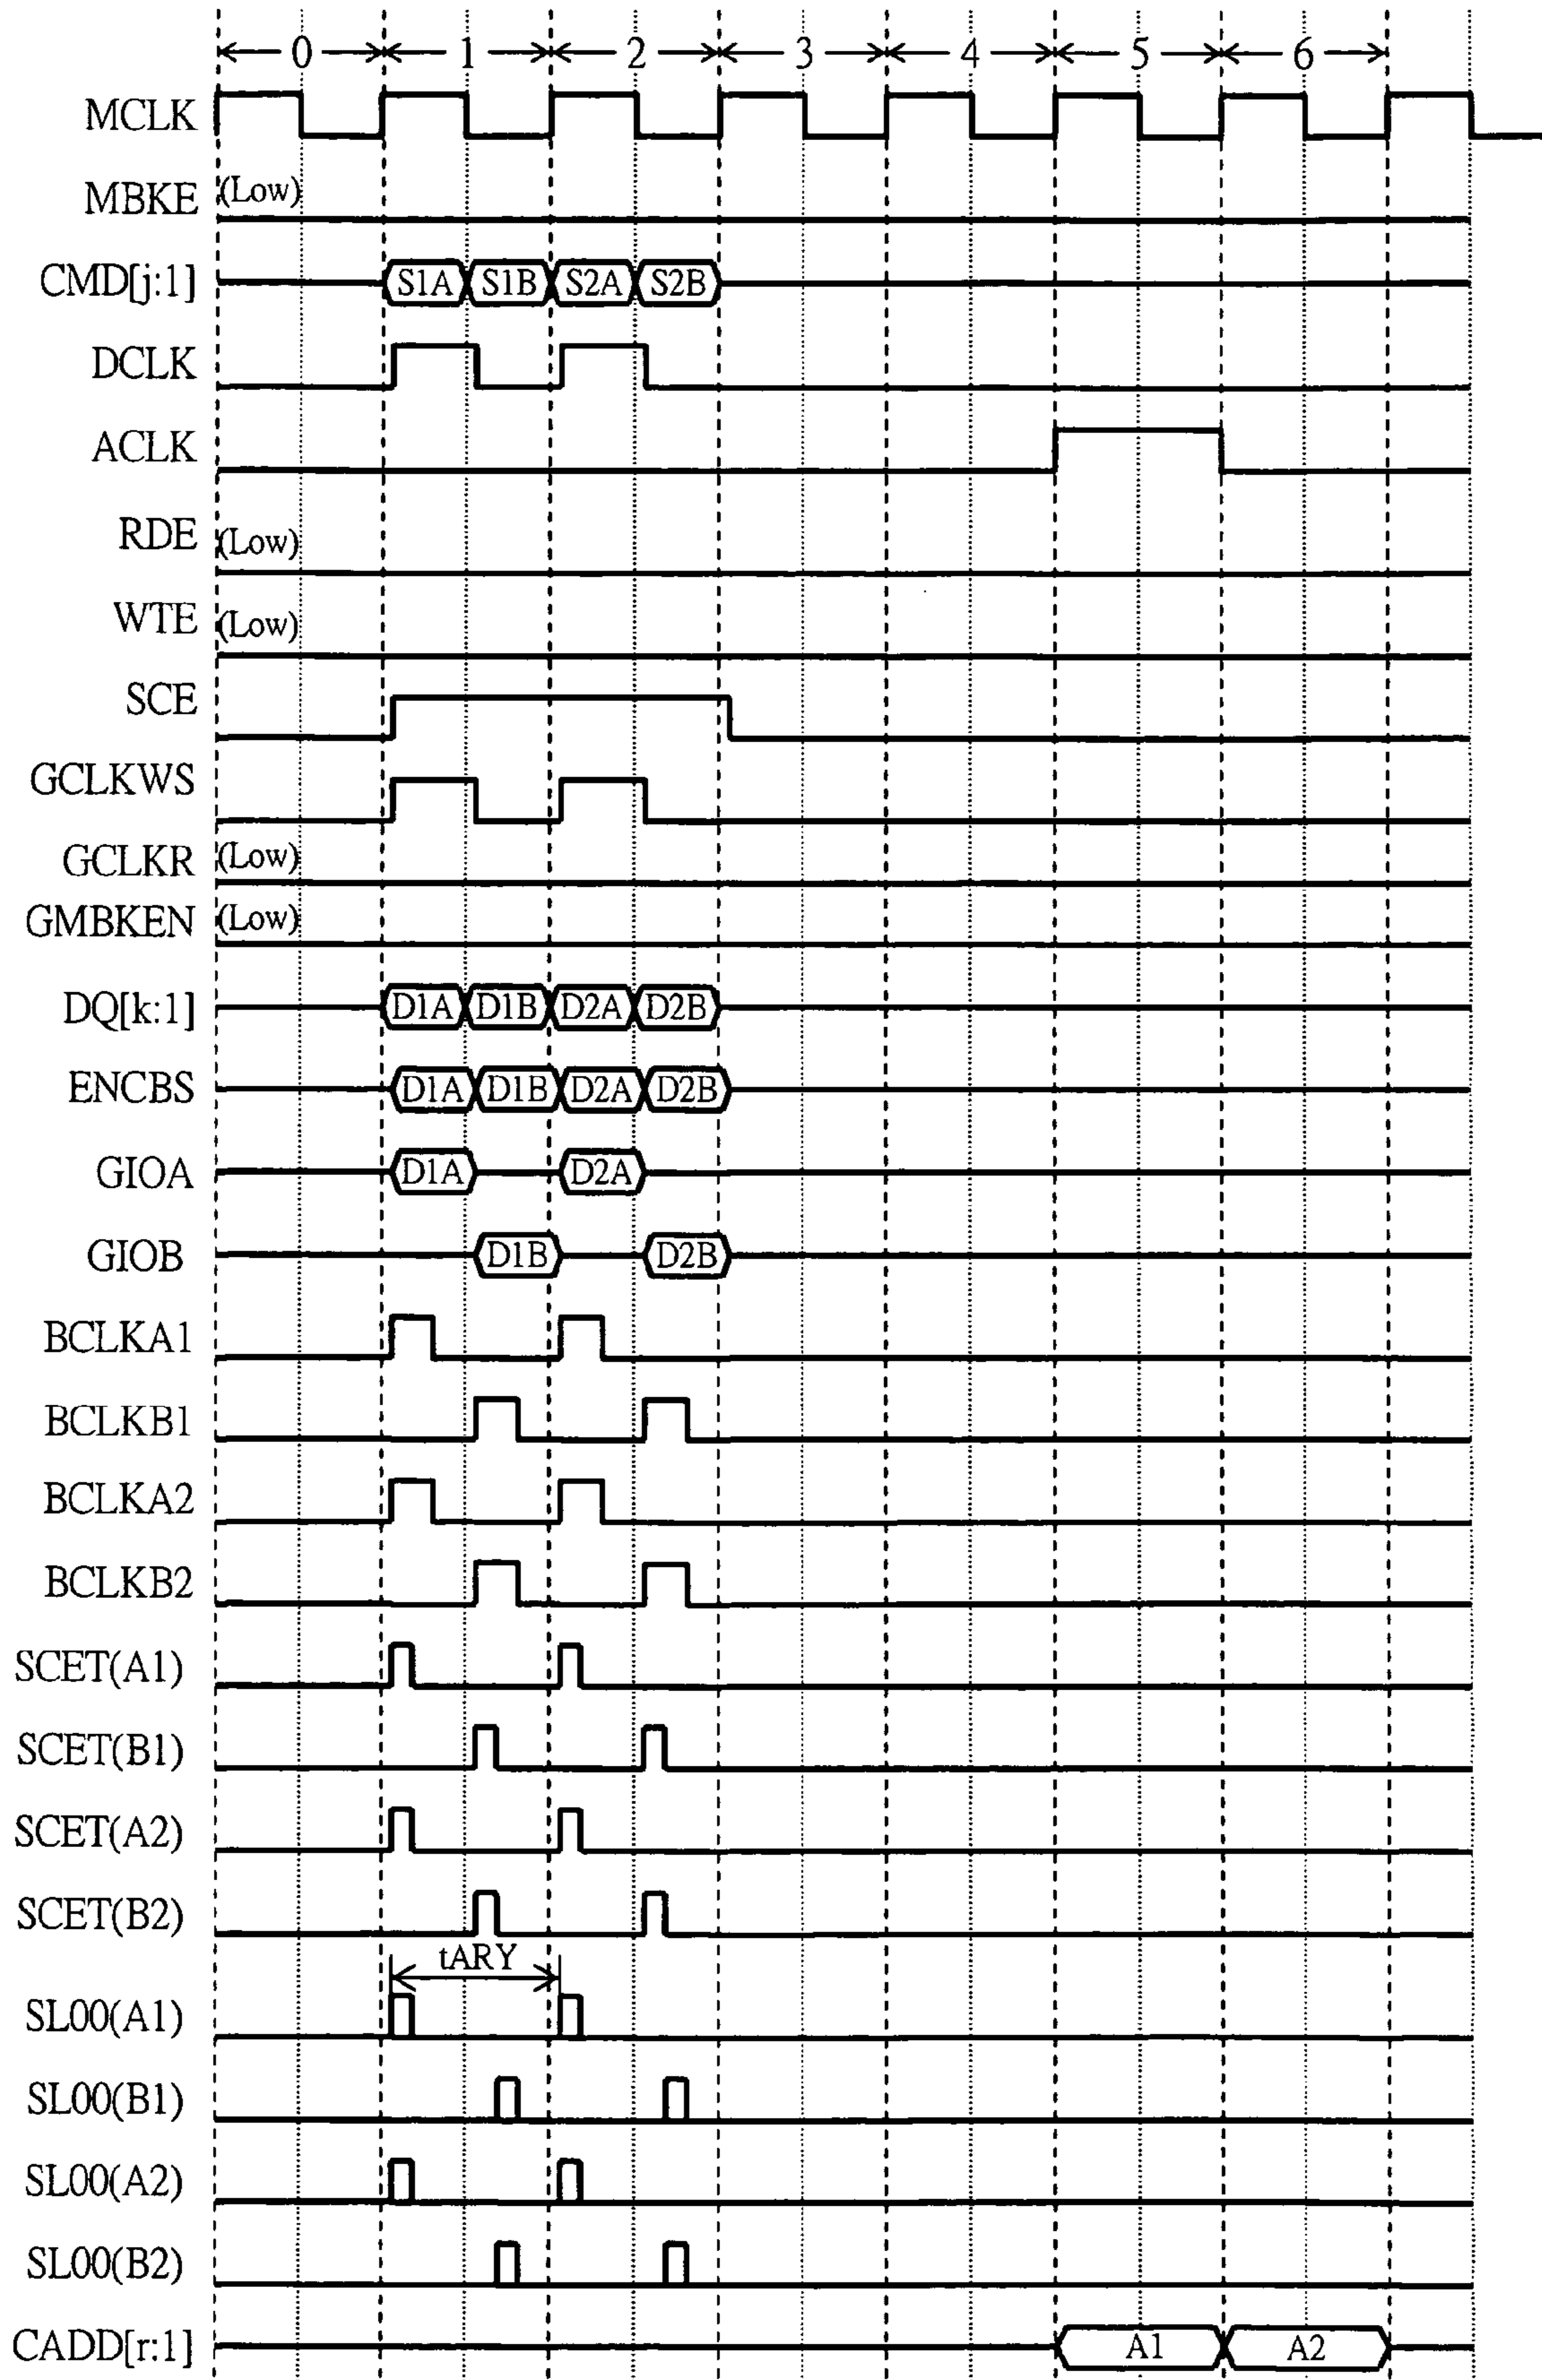 0 1 2 3 4 5 6
MCLK
MBKE (Low)
CMD[j:1] S1A S1B S2A S2B
DCLK
ACLK
RDE (Low)
WTE (Low)
SCE
GCLKWS
GCLKR (Low)
GMBKEN (Low)
DQ[k:1] D1A D1B D2A D2B
ENCBS D1A D1B D2A D2B
GIOA D1A D2A
GIOB D1B D2B
BCLKA1
BCLKB1
BCLKA2
BCLKB2
SCET(A1)
SCET(B1)
SCET(A2)
SCET(B2)
tARY
SL00(A1)
SL00(B1)
SL00(A2)
SL00(B2)
CADD[r:1] A1 A2